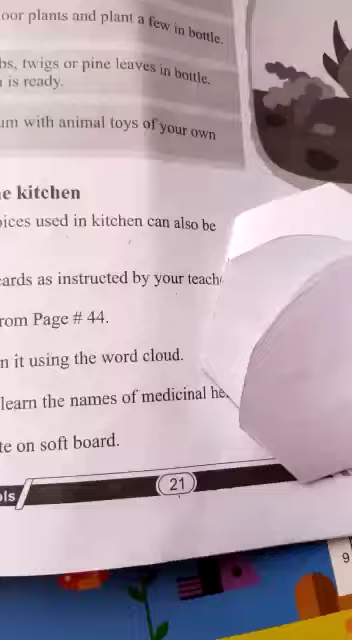 oor plants and plant a few in bottle.
bs, twigs or pine leaves in bottle.
is ready.
um with animal toys of your own
kitchen
ices used in kitchen can also be
ards as instructed by your teach
rom Page # 44.
n it using the word cloud.
learn the names of medicinal he
te on soft board.
ols 21
9